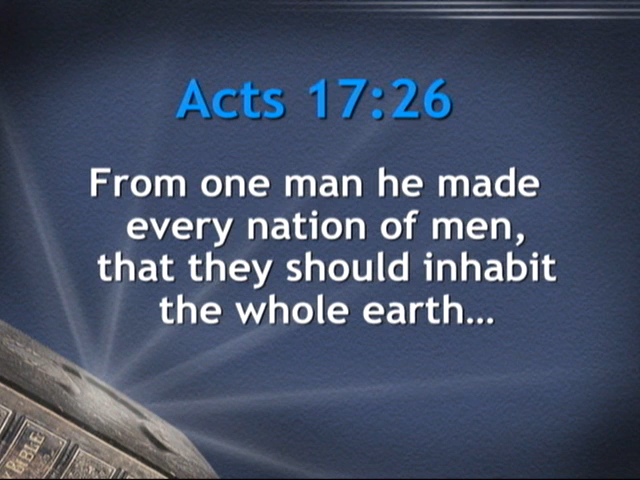 Acts 17:26
From one man he made
every nation of men,
that they should inhabit
the whole earth...
BIBLE